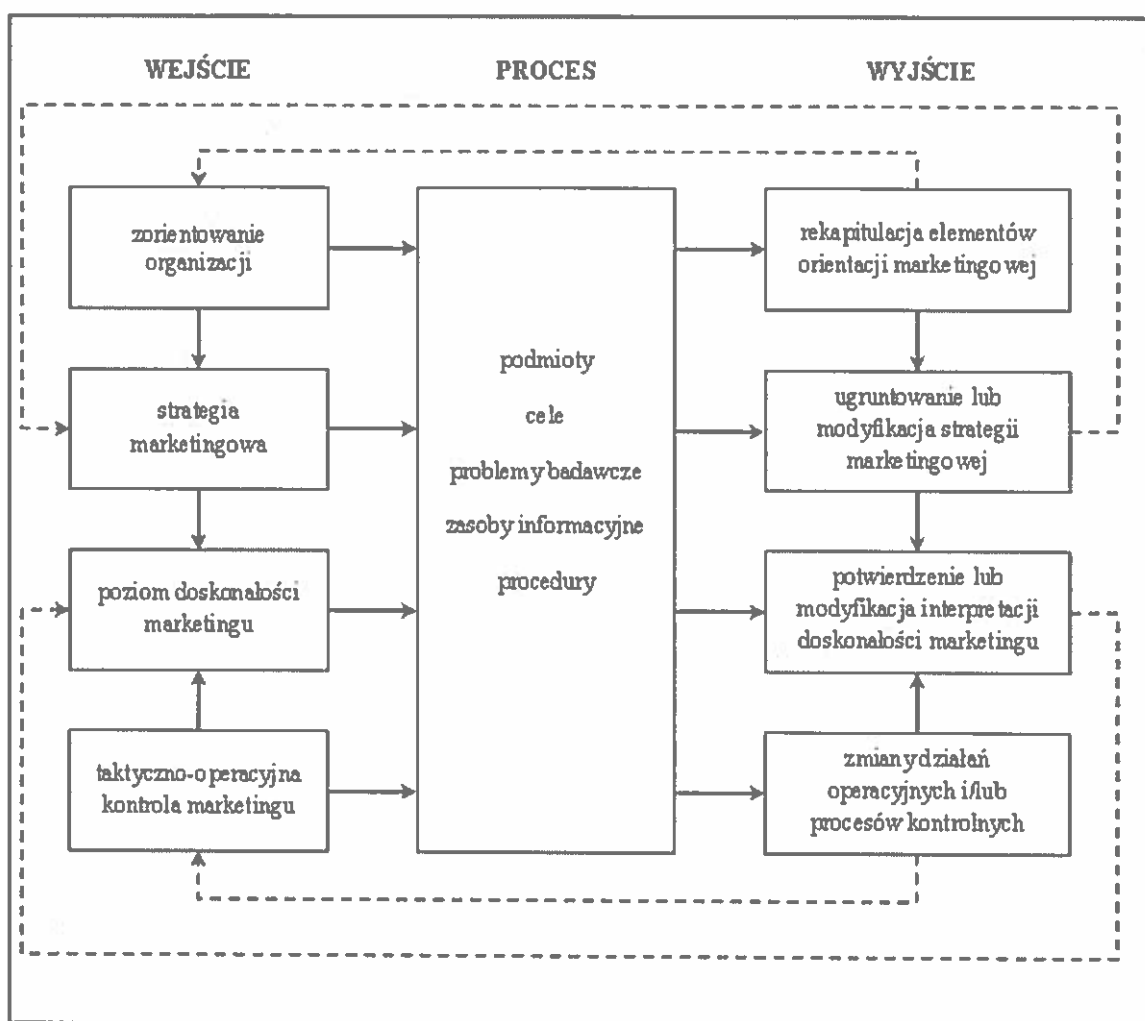 WEJŚCIE
PROCES
WYJŚCIE
zorientowanie
organizacji
strategia
marketingowa
poziom doskonałości
marketingu
taktyczno-operacyjna
kontrola marketingu
podmioty
cele
problemy badawcze
zasoby informacyjne
procedury
rekapitulacja elementów
orientacji marketingowej
ugruntowanie lub
modyfikacja strategii
marketingowej
potwierdzenie lub
modyfikacja interpretacji
doskonałości marketingu
zmiany działań
operacyjnych i/lub
procesów kontrolnych